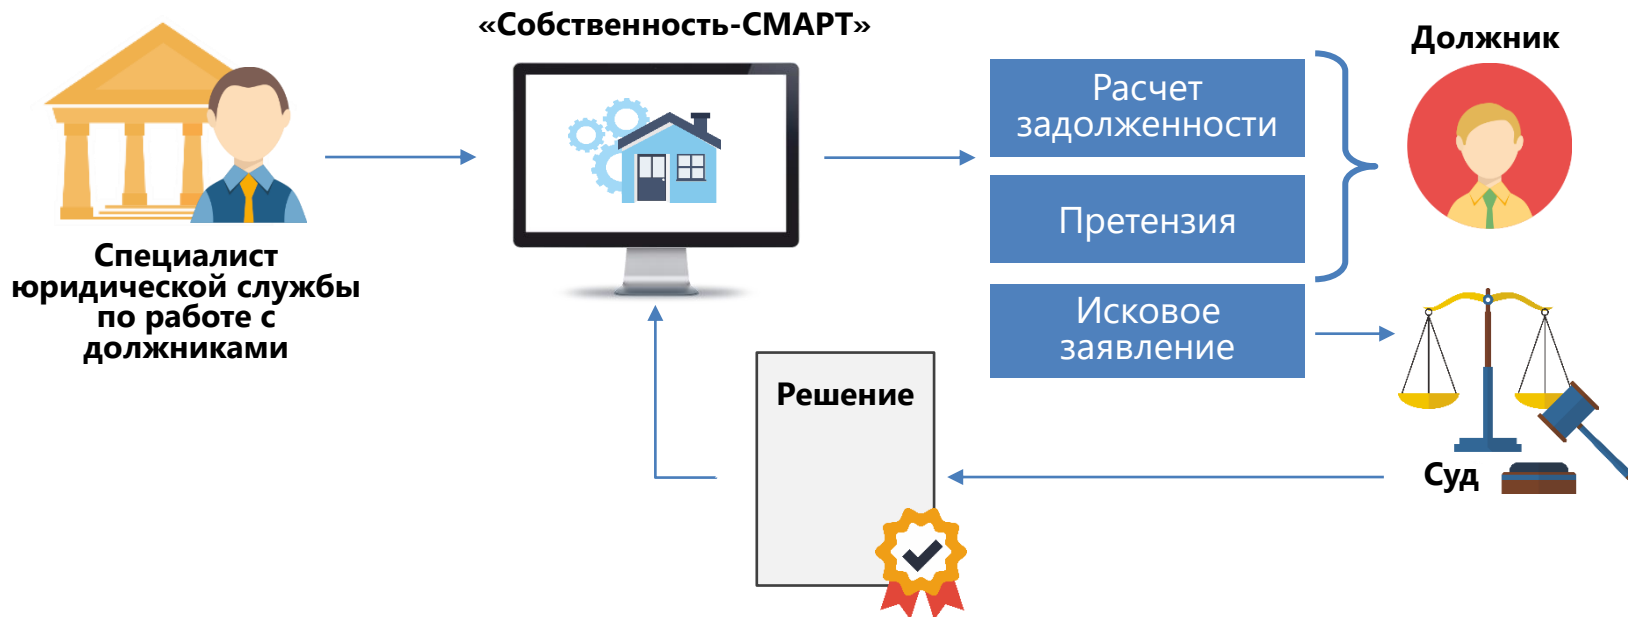 «Собственность-СМАРТ»
Должник
Расчет
задолженности
Претензия
Специалист
юридической службы
по работе с
должниками
Исковое
заявление
Решение
Суд